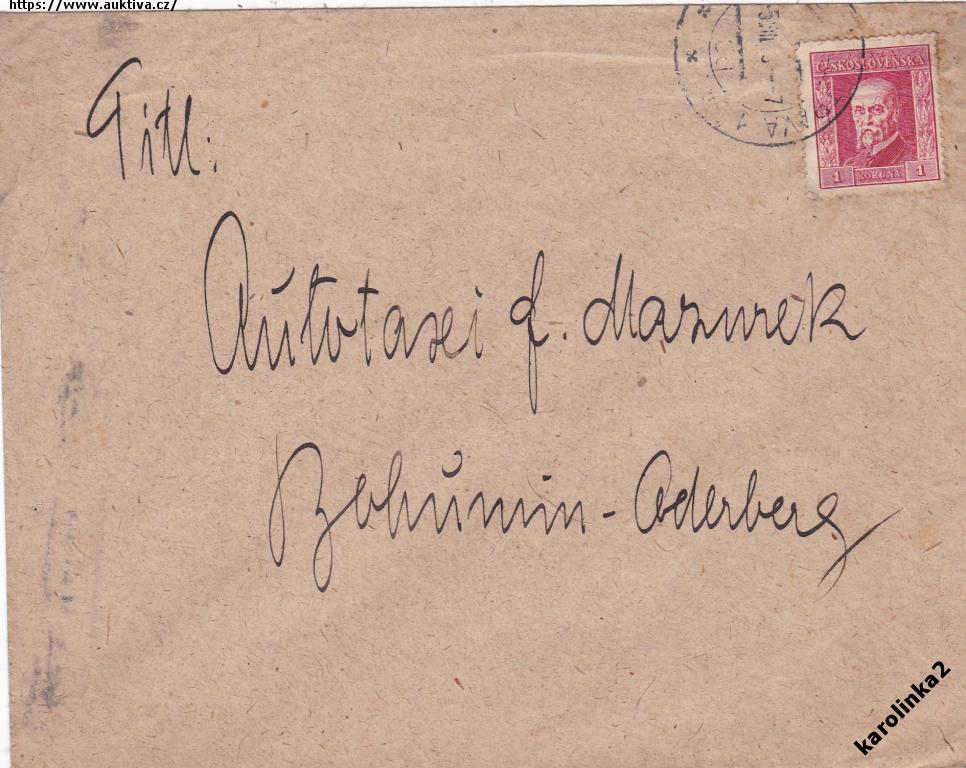 https://www.auktiva.cz/
ČESKOSLOVENSKÁ
1 KORUNA 1
Titl:
Autotaxi f. Mazurek
Bohumin - Oderberg
karolinka2